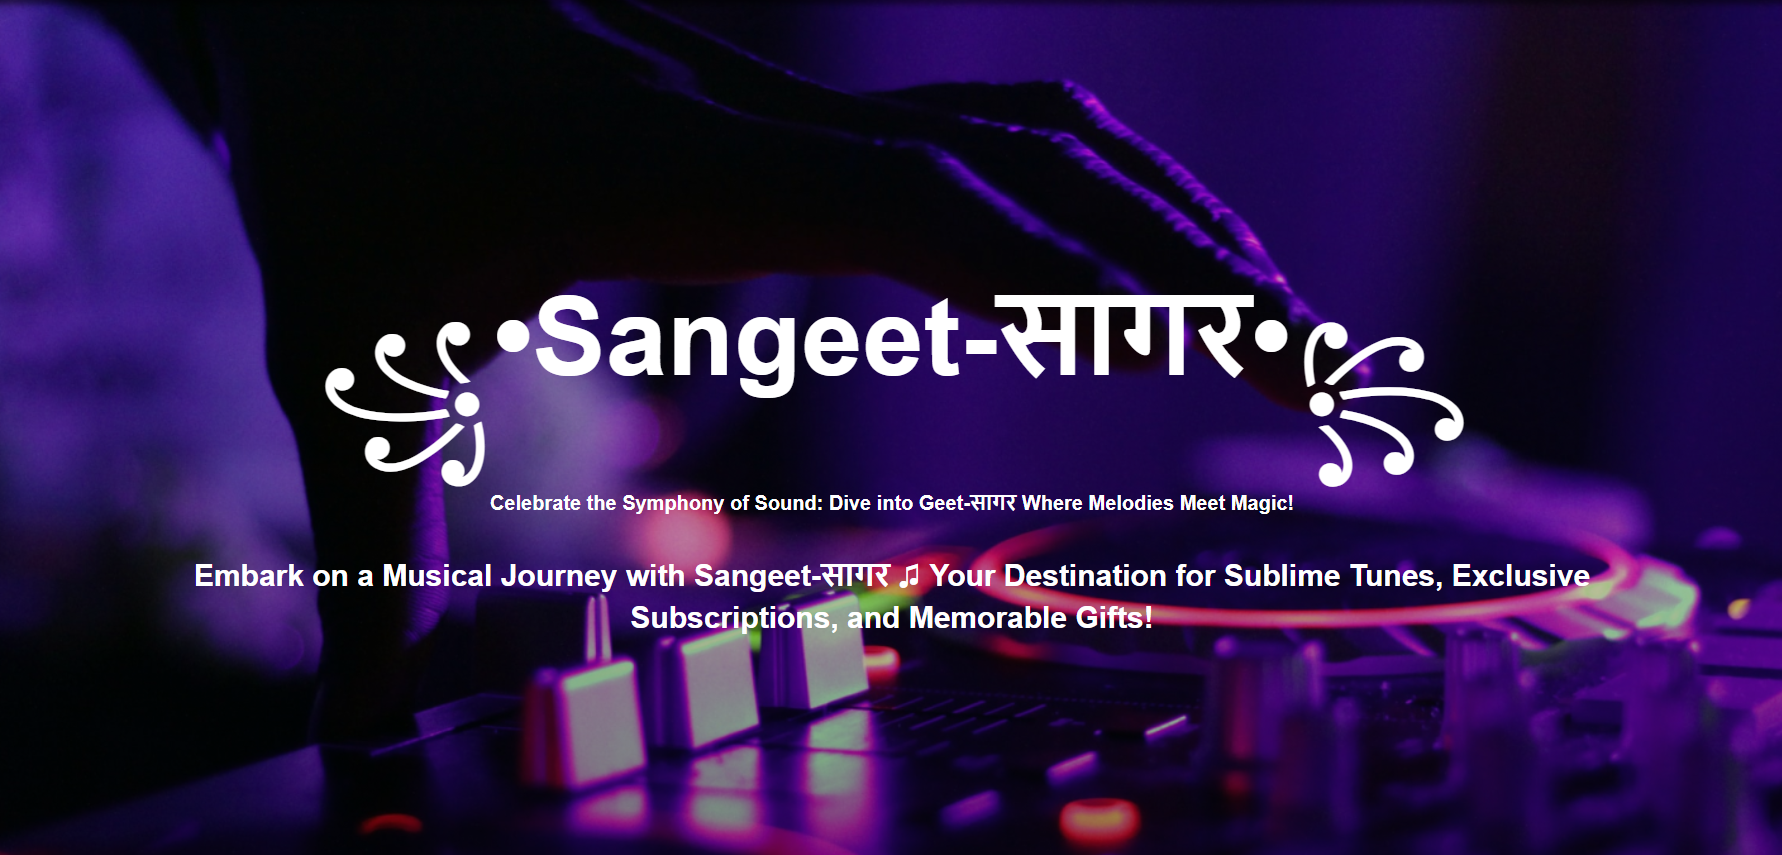 •Sangeet-सागर•
Celebrate the Symphony of Sound: Dive into Geet-सागर Where Melodies Meet Magic!
Embark on a Musical Journey with Sangeet-सागर ♫ Your Destination for Sublime Tunes, Exclusive
Subscriptions, and Memorable Gifts!